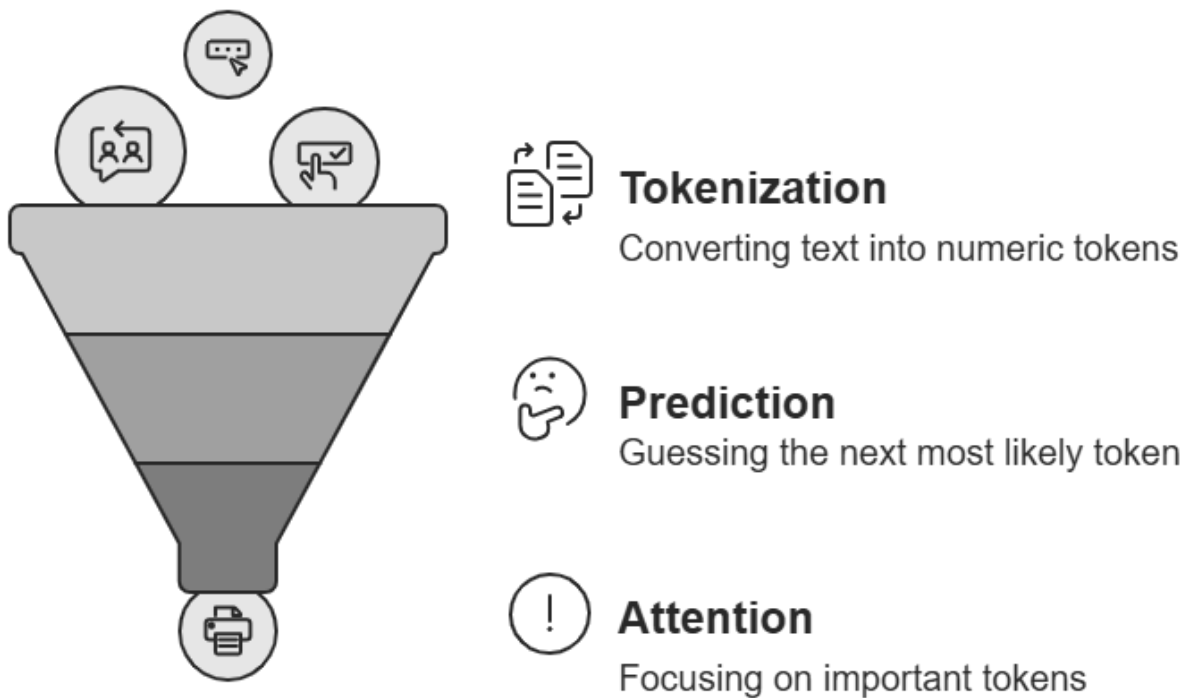 Tokenization
Converting text into numeric tokens
Prediction
Guessing the next most likely token
Attention
Focusing on important tokens